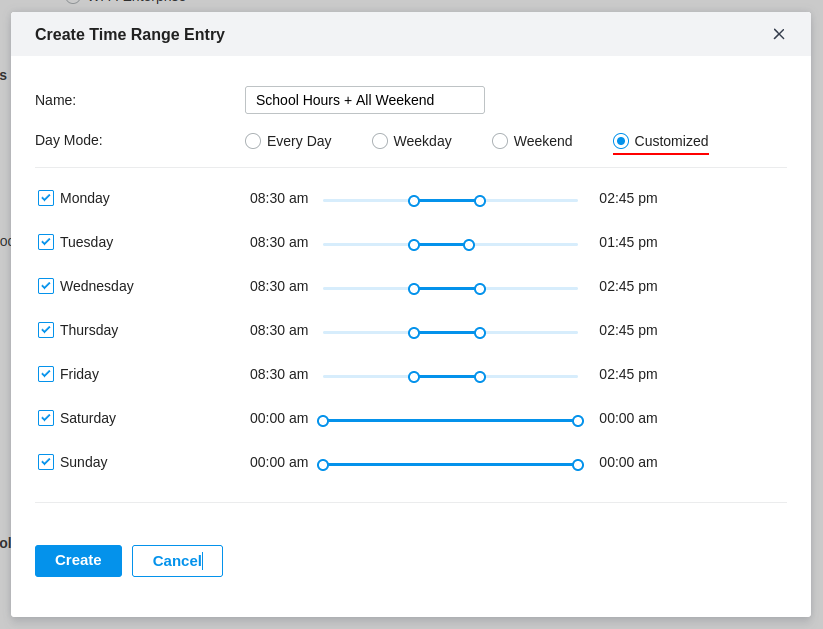 Create Time Range Entry
Name: School Hours + All Weekend
Day Mode: Every Day Weekday Weekend Customized
Monday 08:30 am 02:45 pm
Tuesday 08:30 am 01:45 pm
Wednesday 08:30 am 02:45 pm
Thursday 08:30 am 02:45 pm
Friday 08:30 am 02:45 pm
Saturday 00:00 am 00:00 am
Sunday 00:00 am 00:00 am
Create Cancel